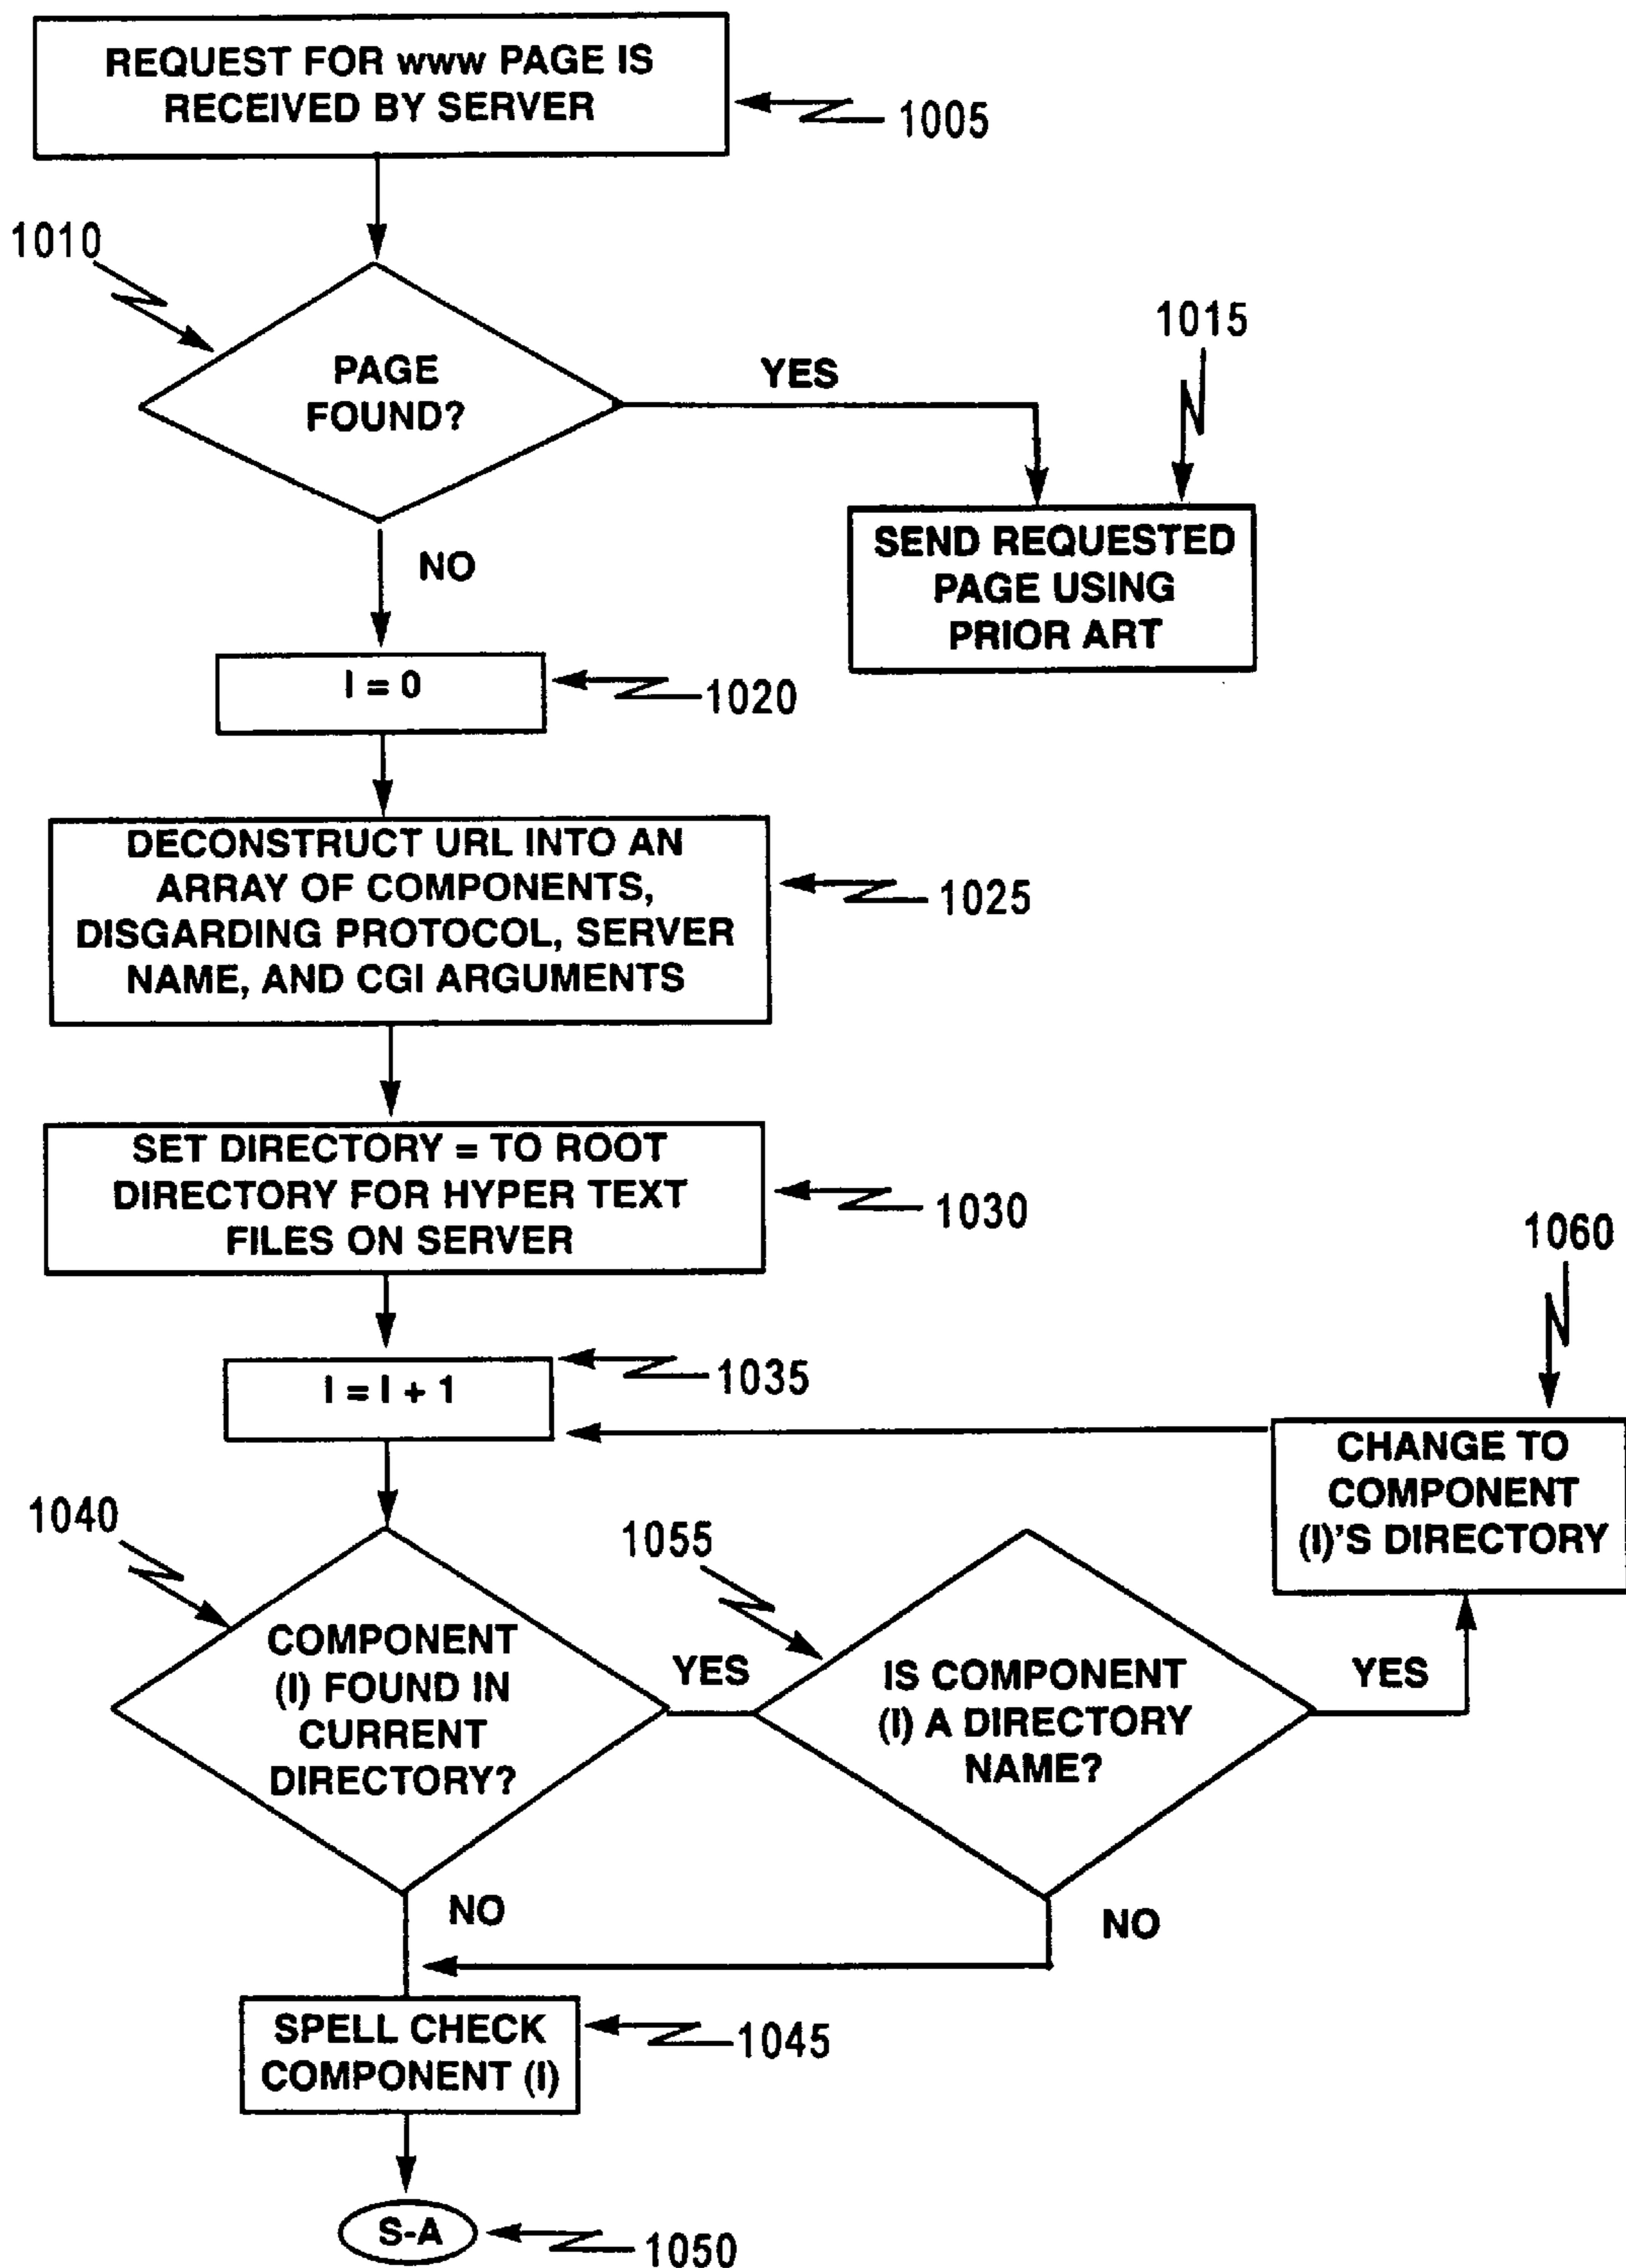 REQUEST FOR www PAGE IS
RECEIVED BY SERVER
1005
1010
PAGE
FOUND?
YES
1015
SEND REQUESTED
PAGE USING
PRIOR ART
NO
I = 0
1020
DECONSTRUCT URL INTO AN
ARRAY OF COMPONENTS,
DISGARDING PROTOCOL, SERVER
NAME, AND CGI ARGUMENTS
1025
SET DIRECTORY = TO ROOT
DIRECTORY FOR HYPER TEXT
FILES ON SERVER
1030
I = I + 1
1035
1060
CHANGE TO
COMPONENT
(I)'S DIRECTORY
1040
COMPONENT
(I) FOUND IN
CURRENT
DIRECTORY?
YES
1055
IS COMPONENT
(I) A DIRECTORY
NAME?
YES
NO
NO
SPELL CHECK
COMPONENT (I)
1045
S-A
1050